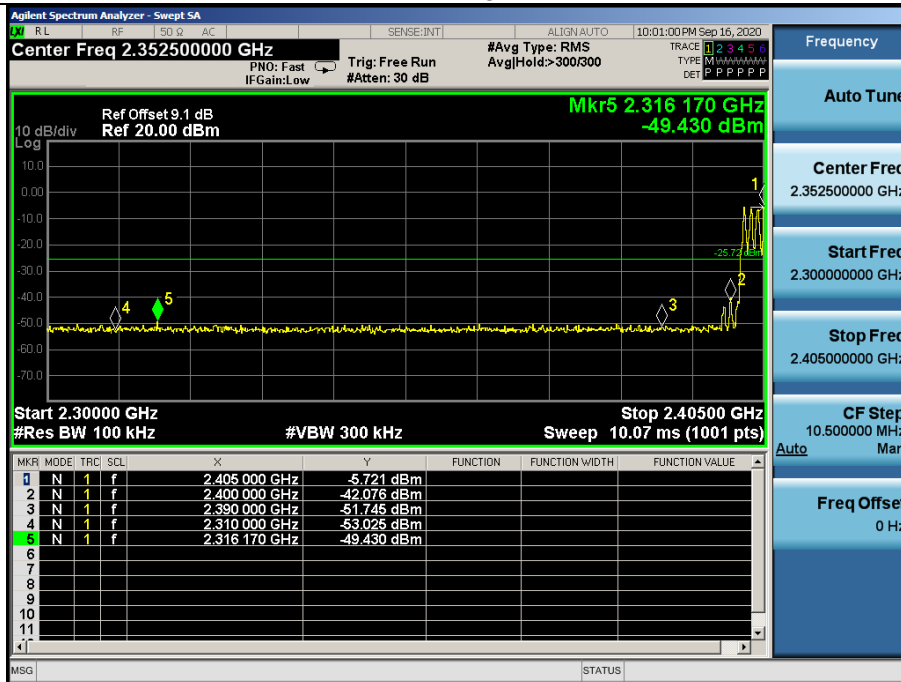 Agilent Spectrum Analyzer - Swept SA
LXI RL RF 50 Ω AC SENSE:INT ALIGN AUTO 10:01:00 PM Sep 16, 2020
Center Freq 2.352500000 GHz
PNO: Fast
IFGain:Low
Trig: Free Run
#Atten: 30 dB
#Avg Type: RMS
Avg|Hold:>300/300
TRACE 1 2 3 4 5 6
TYPE M W W W W W
DET P P P P P P
Ref Offset 9.1 dB
10 dB/div Ref 20.00 dBm
Log
Mkr5 2.316 170 GHz
-49.430 dBm
10.0
0.00
-10.0
-20.0
-30.0
-40.0
-50.0
-60.0
-70.0
1
-25.72 dBm
2
3
4
5
Start 2.30000 GHz Stop 2.40500 GHz
#Res BW 100 kHz #VBW 300 kHz Sweep 10.07 ms (1001 pts)
MKR MODE TRC SCL X Y FUNCTION FUNCTION WIDTH FUNCTION VALUE
1 N 1 f 2.405 000 GHz -5.721 dBm
2 N 1 f 2.400 000 GHz -42.076 dBm
3 N 1 f 2.390 000 GHz -51.745 dBm
4 N 1 f 2.310 000 GHz -53.025 dBm
5 N 1 f 2.316 170 GHz -49.430 dBm
6
7
8
9
10
11
MSG STATUS
Frequency
Auto Tune
Center Freq
2.352500000 GHz
Start Freq
2.300000000 GHz
Stop Freq
2.405000000 GHz
CF Step
10.500000 MHz
Auto Man
Freq Offset
0 Hz